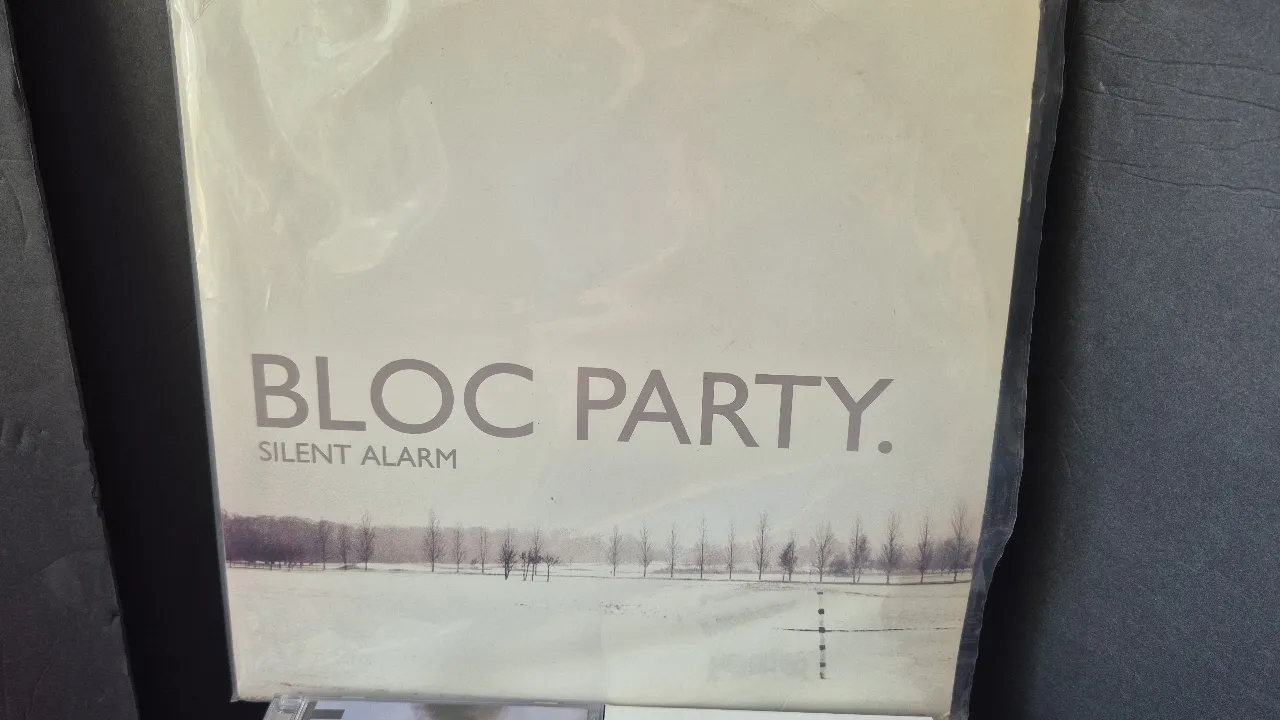 BLOC PARTY.
SILENT ALARM